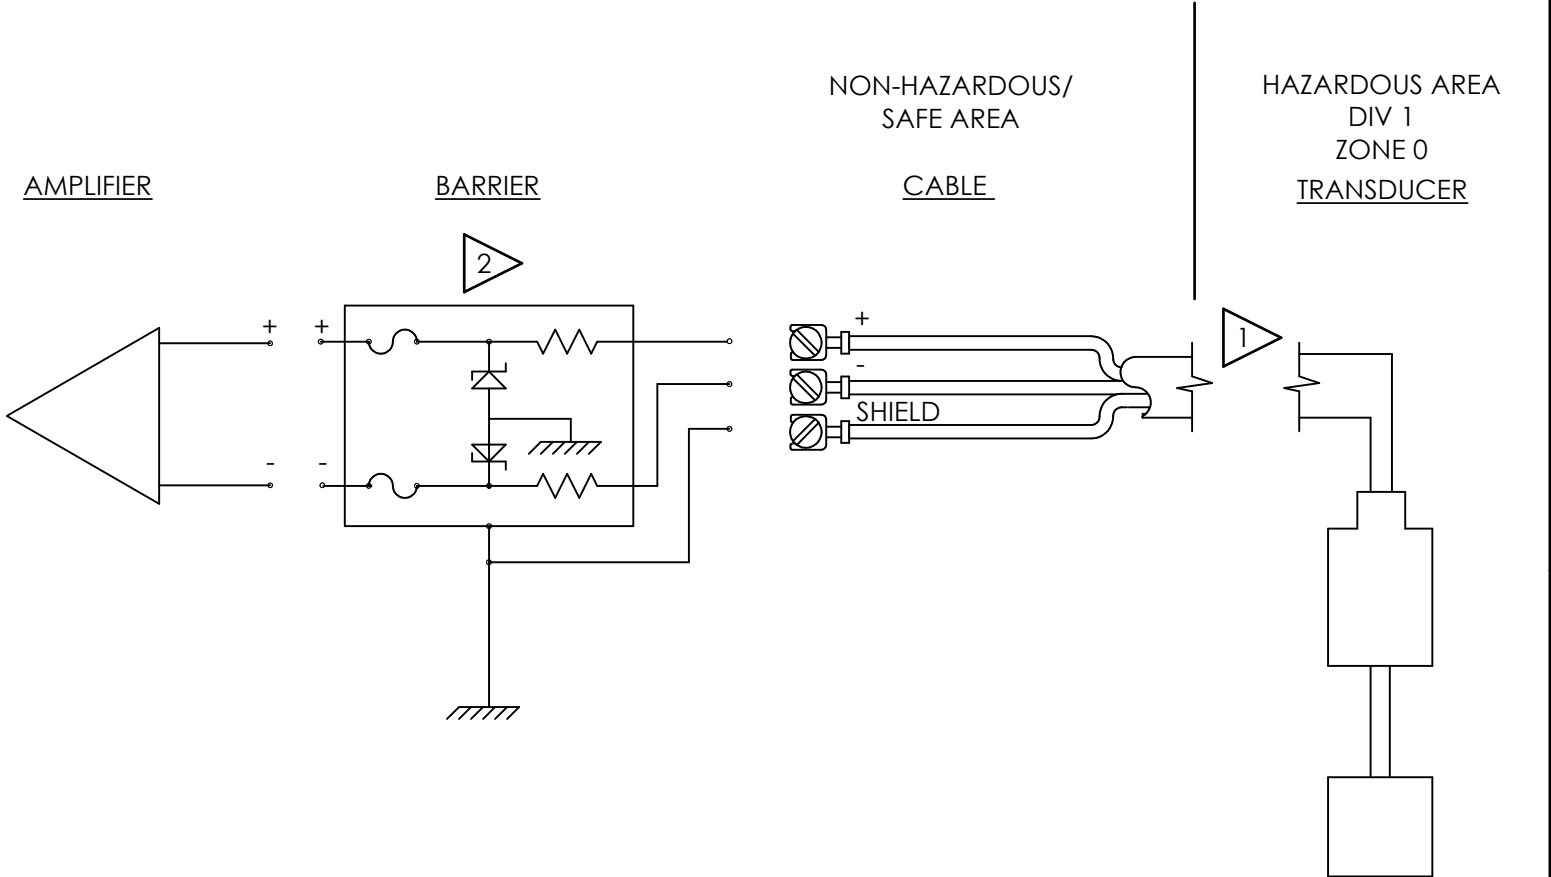 NON-HAZARDOUS/
SAFE AREA
HAZARDOUS AREA
DIV 1
ZONE 0
AMPLIFIER
BARRIER
CABLE
TRANSDUCER
2
1
+
+
+
-
SHIELD
-
-